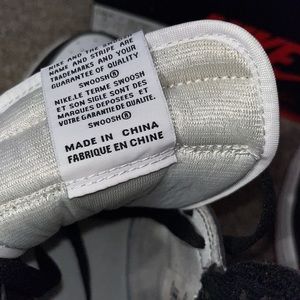 NIKE AND THE
NAME AND STRIPE ARE
TRADEMARKS AND YOUR
GUARANTEE OF QUALITY
SWOOSH®
NIKE.LE TERME SWOOSH
ET SON SIGLE SONT DES
MARQUES DEPOSEES ET
VOTRE GARANTIE DE QUALITE.
SWOOSH®
MADE IN CHINA
FABRIQUE EN CHINE